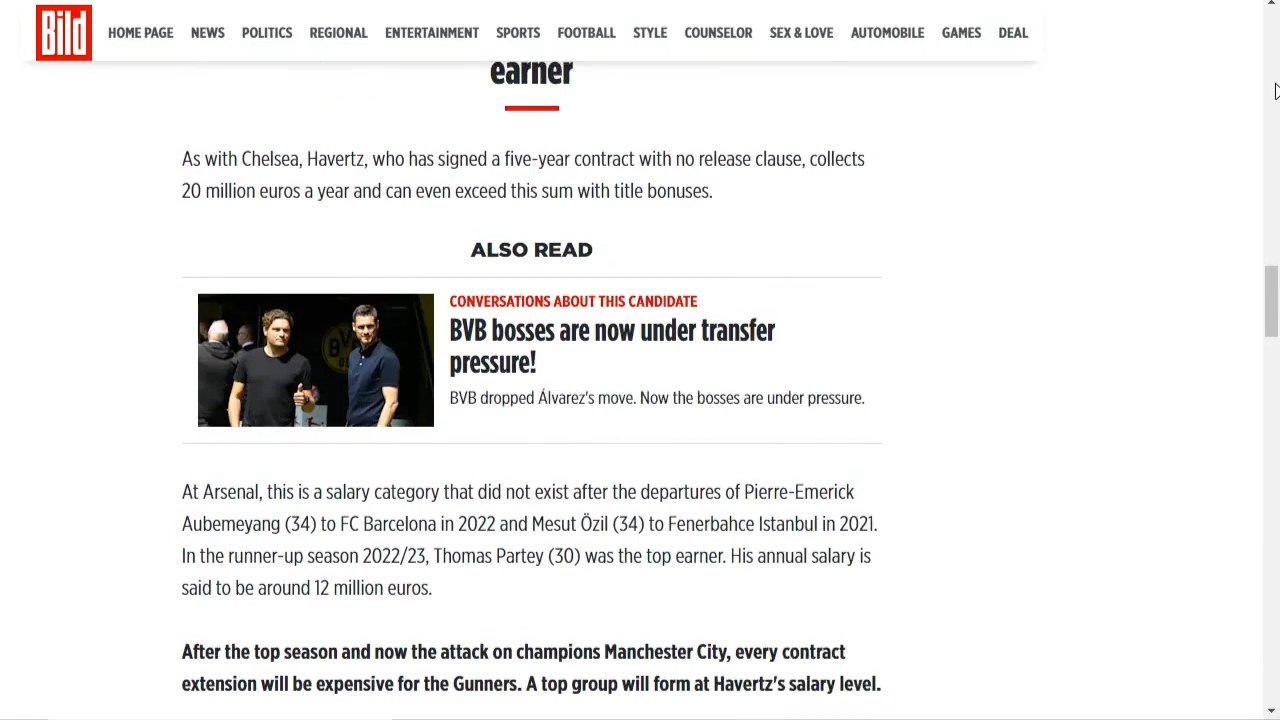 Bild HOME PAGE NEWS POLITICS REGIONAL ENTERTAINMENT SPORTS FOOTBALL STYLE COUNSELOR SEX & LOVE AUTOMOBILE GAMES DEAL
earner
As with Chelsea, Havertz, who has signed a five-year contract with no release clause, collects
20 million euros a year and can even exceed this sum with title bonuses.
ALSO READ
CONVERSATIONS ABOUT THIS CANDIDATE
BVB bosses are now under transfer
pressure!
BVB dropped Álvarez's move. Now the bosses are under pressure.
BVB
At Arsenal, this is a salary category that did not exist after the departures of Pierre-Emerick
Aubemeyang (34) to FC Barcelona in 2022 and Mesut Özil (34) to Fenerbahce Istanbul in 2021.
In the runner-up season 2022/23, Thomas Partey (30) was the top earner. His annual salary is
said to be around 12 million euros.
After the top season and now the attack on champions Manchester City, every contract
extension will be expensive for the Gunners. A top group will form at Havertz's salary level.